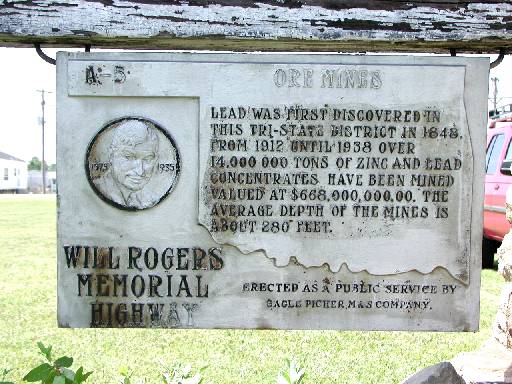 A-5
ORE MINES
LEAD WAS FIRST DISCOVERED IN
THIS TRI-STATE DISTRICT IN 1848.
FROM 1912 UNTIL 1938 OVER
14,000 000 TONS OF ZINC AND LEAD
CONCENTRATES HAVE BEEN MINED
VALUED AT $668,000,000.00. THE
AVERAGE DEPTH OF THE MINES IS
ABOUT 280 FEET.
1879 1935
WILL ROGERS
MEMORIAL
HIGHWAY
ERECTED AS A PUBLIC SERVICE BY
EAGLE PICHER, M.& S COMPANY.